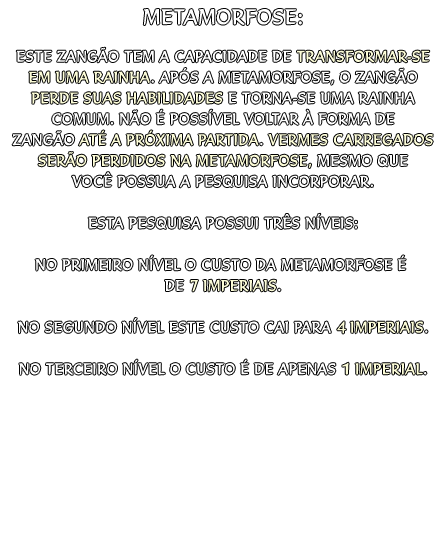 METAMORFOSE:
ESTE ZANGÃO TEM A CAPACIDADE DE TRANSFORMAR-SE
EM UMA RAINHA. APÓS A METAMORFOSE, O ZANGÃO
PERDE SUAS HABILIDADES E TORNA-SE UMA RAINHA
COMUM. NÃO É POSSÍVEL VOLTAR À FORMA DE
ZANGÃO ATÉ A PRÓXIMA PARTIDA. VERMES CARREGADOS
SERÃO PERDIDOS NA METAMORFOSE, MESMO QUE
VOCÊ POSSUA A PESQUISA INCORPORAR.
ESTA PESQUISA POSSUI TRÊS NÍVEIS:
NO PRIMEIRO NÍVEL O CUSTO DA METAMORFOSE É
DE 7 IMPERIAIS.
NO SEGUNDO NÍVEL ESTE CUSTO CAI PARA 4 IMPERIAIS.
NO TERCEIRO NÍVEL O CUSTO É DE APENAS 1 IMPERIAL.